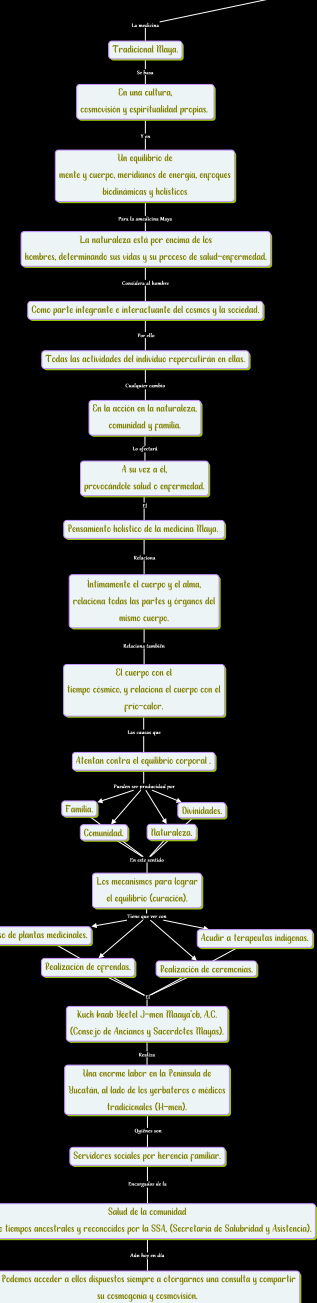 La medicina
Tradicional Maya.
Se basa
En una cultura,
cosmovisión y espiritualidad propias.
Y en
Un equilibrio de
mente y cuerpo, meridianos de energía, enfoques
biodinámicas y holísticos
Para la amedicina Maya
La naturaleza está por encima de los
hombres, determinando sus vidas y su proceso de salud-enfermedad.
Considera al hombre
Como parte integrante e interactuante del cosmos y la sociedad.
Por ello
Todas las actividades del individuo repercutirán en ellas.
Cualquier cambio
En la acción en la naturaleza,
comunidad y familia.
Lo afectará
A su vez a él,
provocándole salud o enfermedad.
El
Pensamiento holístico de la medicina Maya.
Relaciona
Íntimamente el cuerpo y el alma,
relaciona todas las partes y órganos del
mismo cuerpo.
Relaciona también
El cuerpo con el
tiempo cósmico, y relaciona el cuerpo con el
frío-calor.
Las causas que
Atentan contra el equilibrio corporal .
Pueden ser producidad por
Familia.
Divinidades.
Comunidad.
Naturaleza.
En este sentido
Los mecanismos para lograr
el equilibrio (curación).
Tiene que ver con
de plantas medicinales.
Acudir a terapeutas indígenas.
Realización de ofrendas.
Realización de ceremonias.
El
Kuch kaab Yéetel J-men Maaya'ob, A.C.
(Consejo de Ancianos y Sacerdotes Mayas).
Realiza
Una enorme labor en la Península de
Yucatán, al lado de los yerbateros o médicos
tradicionales (H-men).
Quiénes son
Servidores sociales por herencia familiar.
Encargados de la
Salud de la comunidad
tiempos ancestrales y reconocidos por la SSA. (Secretaria de Salubridad y Asistencia).
Aún hoy en día
Podemos acceder a ellos dispuestos siempre a otorgarnos una consulta y compartir
su cosmogonía y cosmovisión.